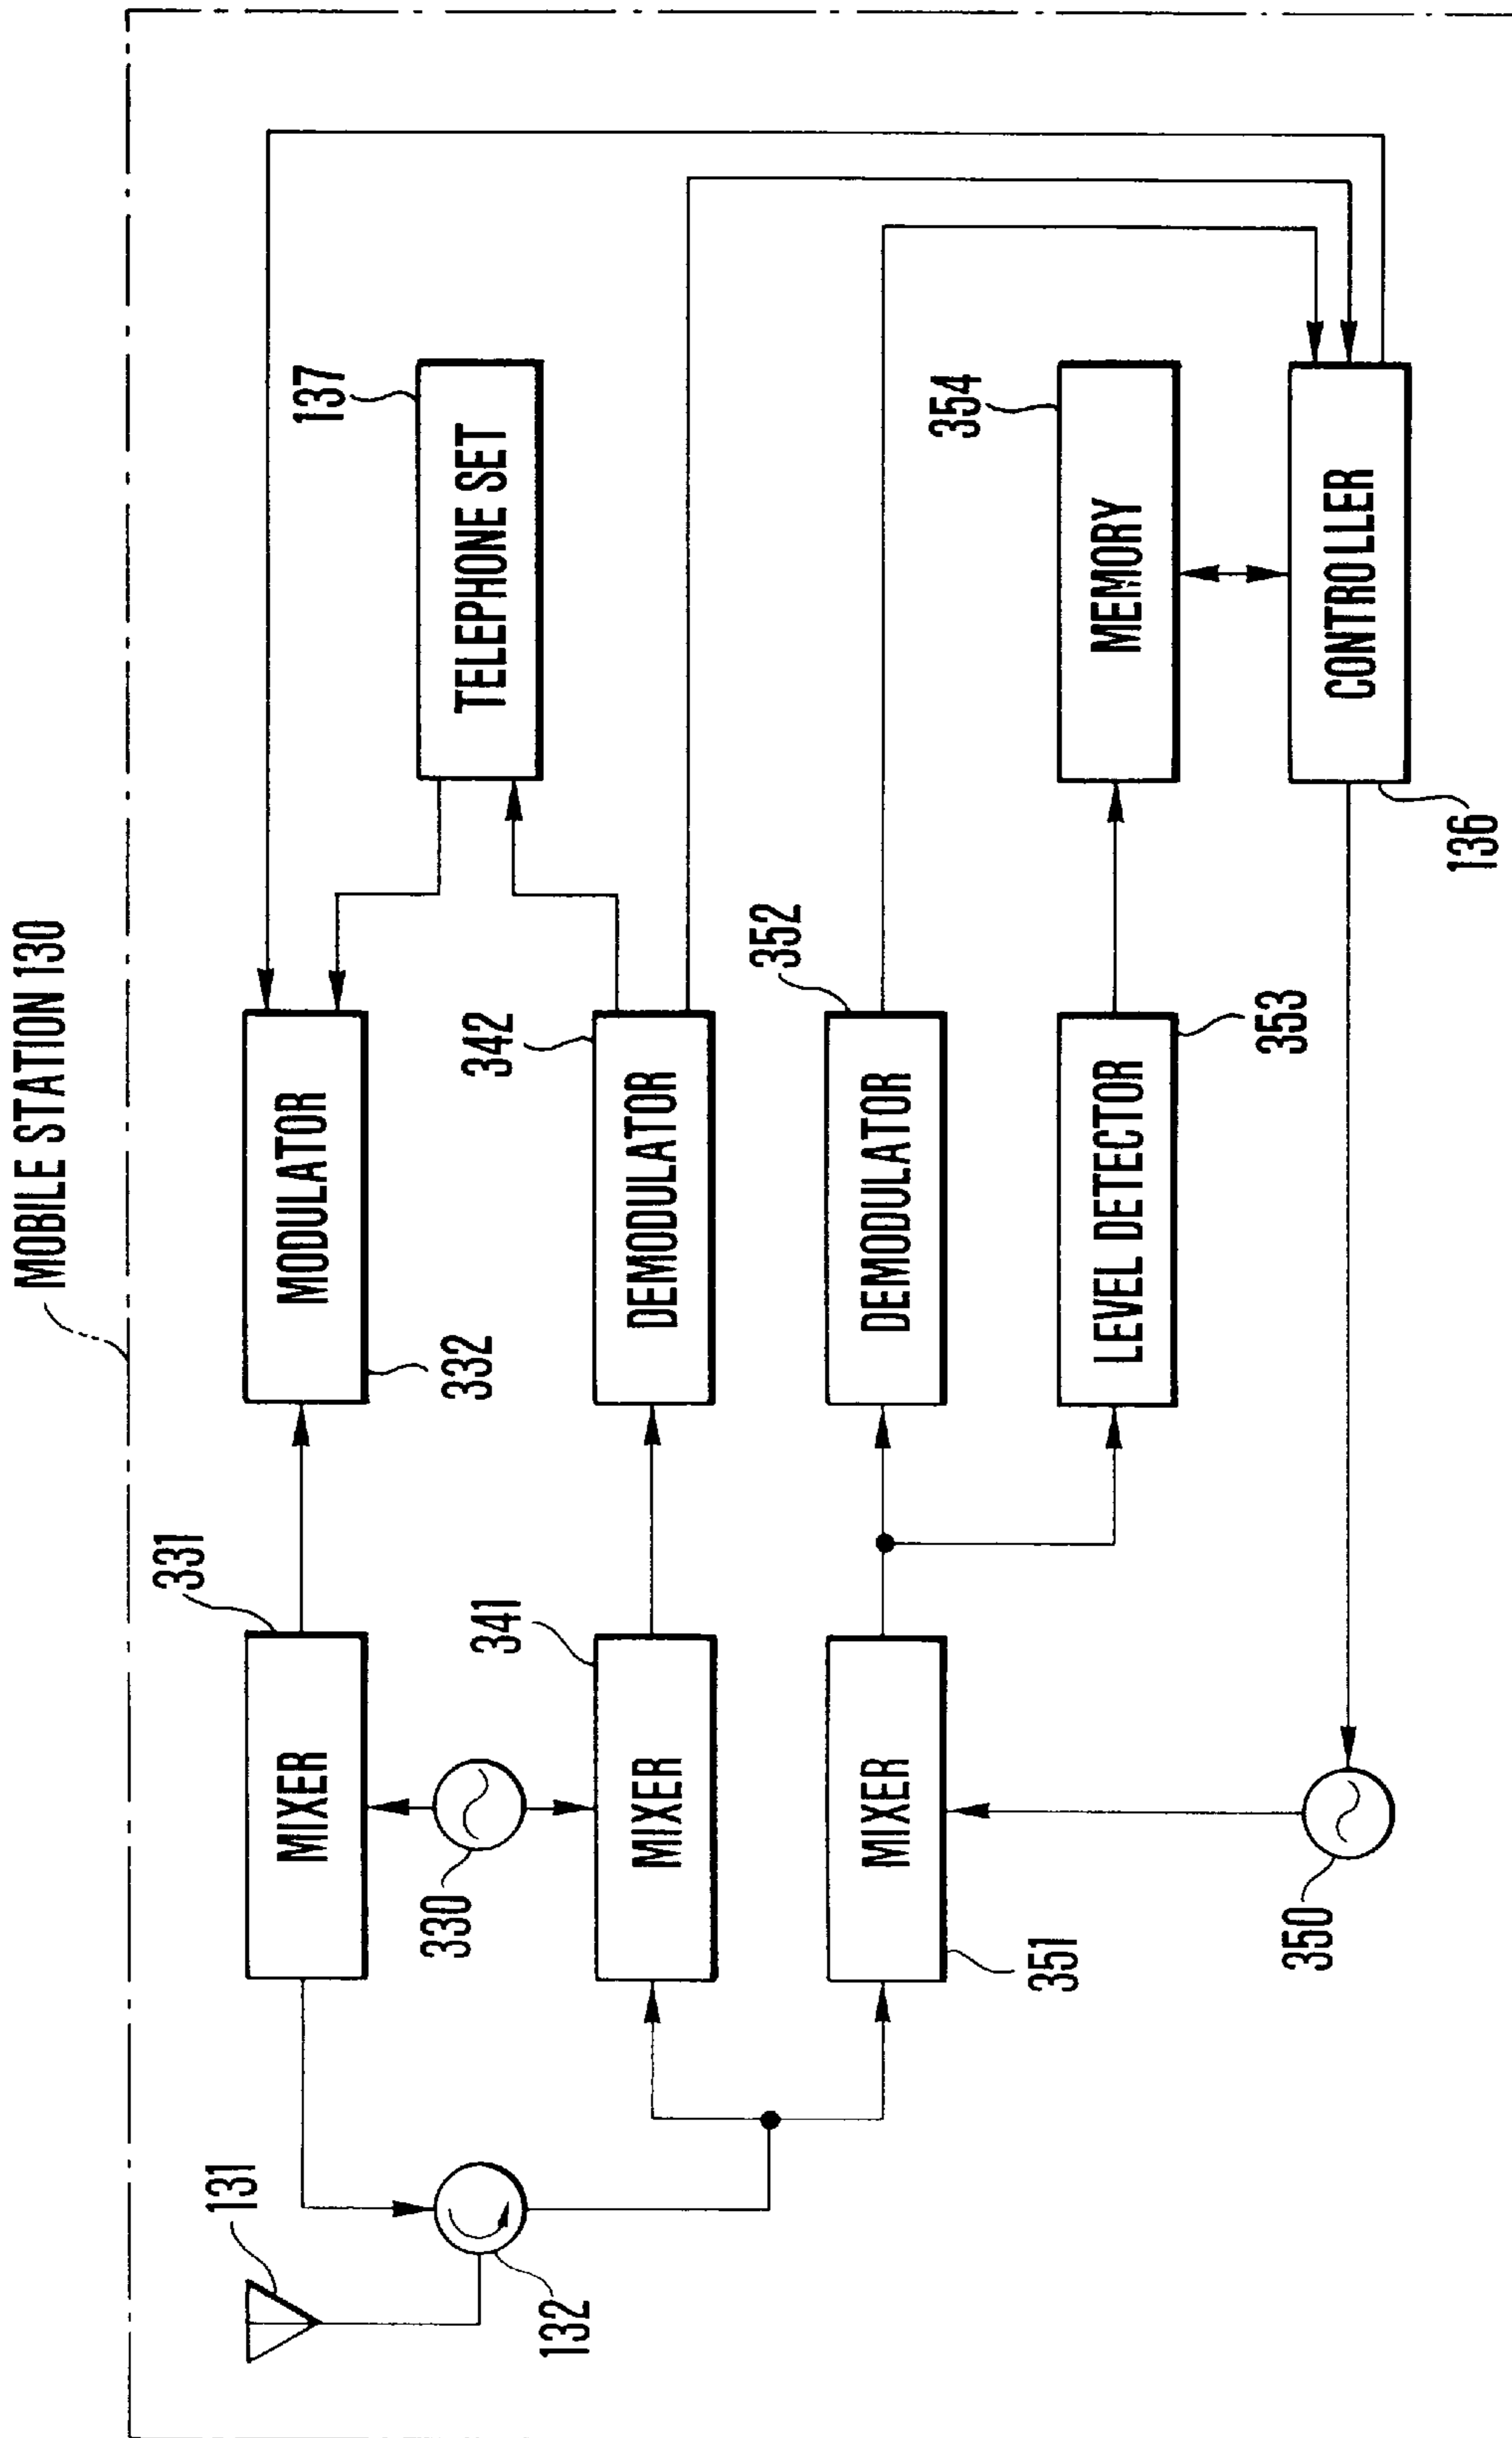 MOBILE STATION 130
131
132
331
MIXER
330
341
MIXER
351
MIXER
350
332
MODULATOR
342
DEMODULATOR
352
DEMODULATOR
353
LEVEL DETECTOR
137
TELEPHONE SET
354
MEMORY
136
CONTROLLER